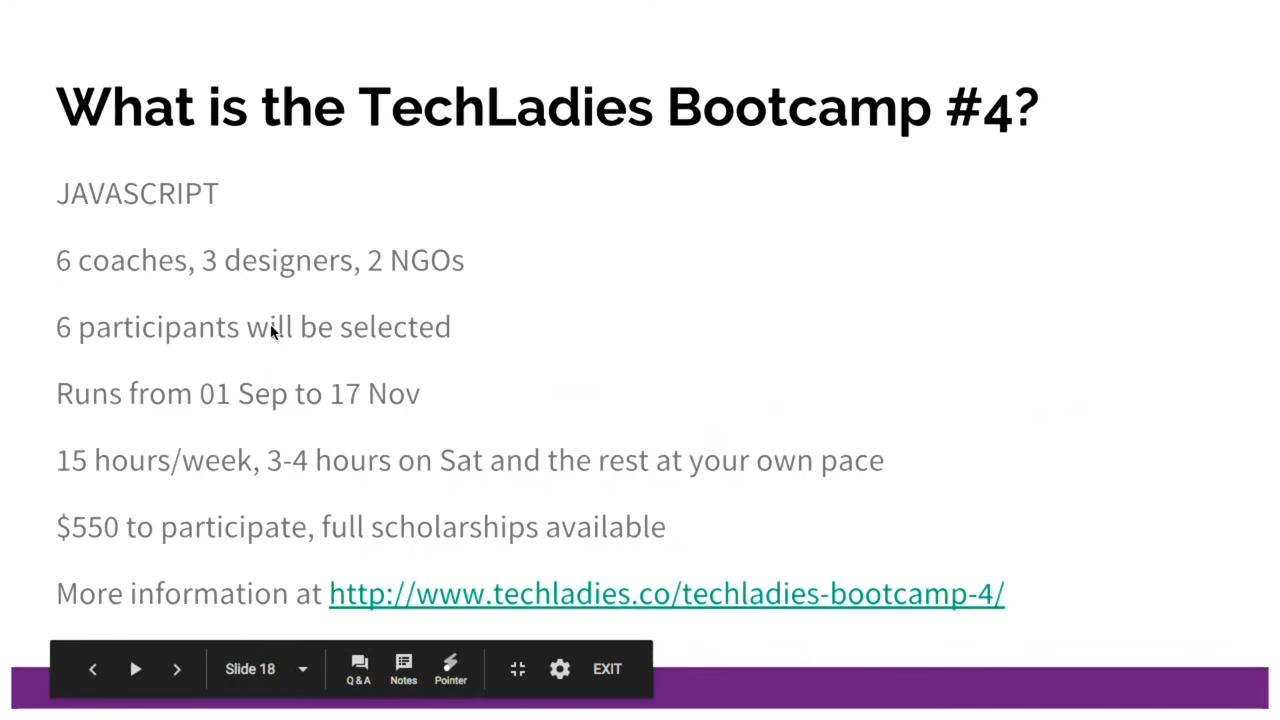 What is the TechLadies Bootcamp #4?
JAVASCRIPT
6 coaches, 3 designers, 2 NGOs
6 participants will be selected
Runs from 01 Sep to 17 Nov
15 hours/week, 3-4 hours on Sat and the rest at your own pace
$550 to participate, full scholarships available
More information at http://www.techladies.co/techladies-bootcamp-4/
Slide 18 Q & A Notes Pointer EXIT